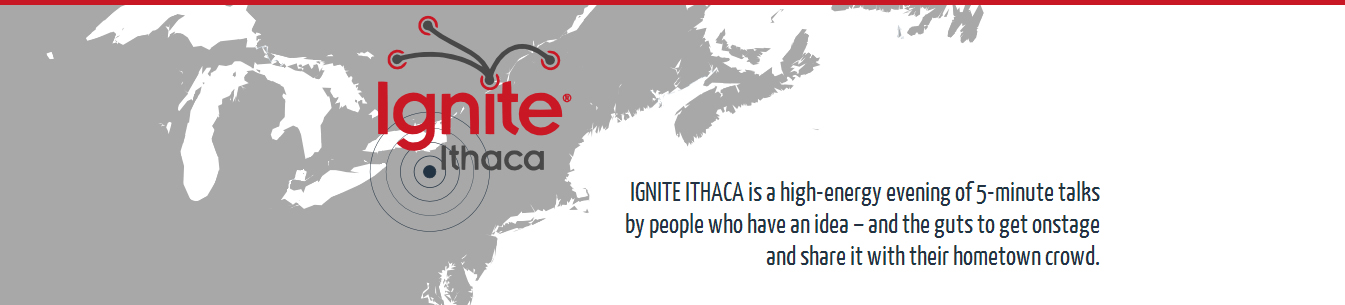 Ignite®
Ithaca
IGNITE ITHACA is a high-energy evening of 5-minute talks
by people who have an idea – and the guts to get onstage
and share it with their hometown crowd.